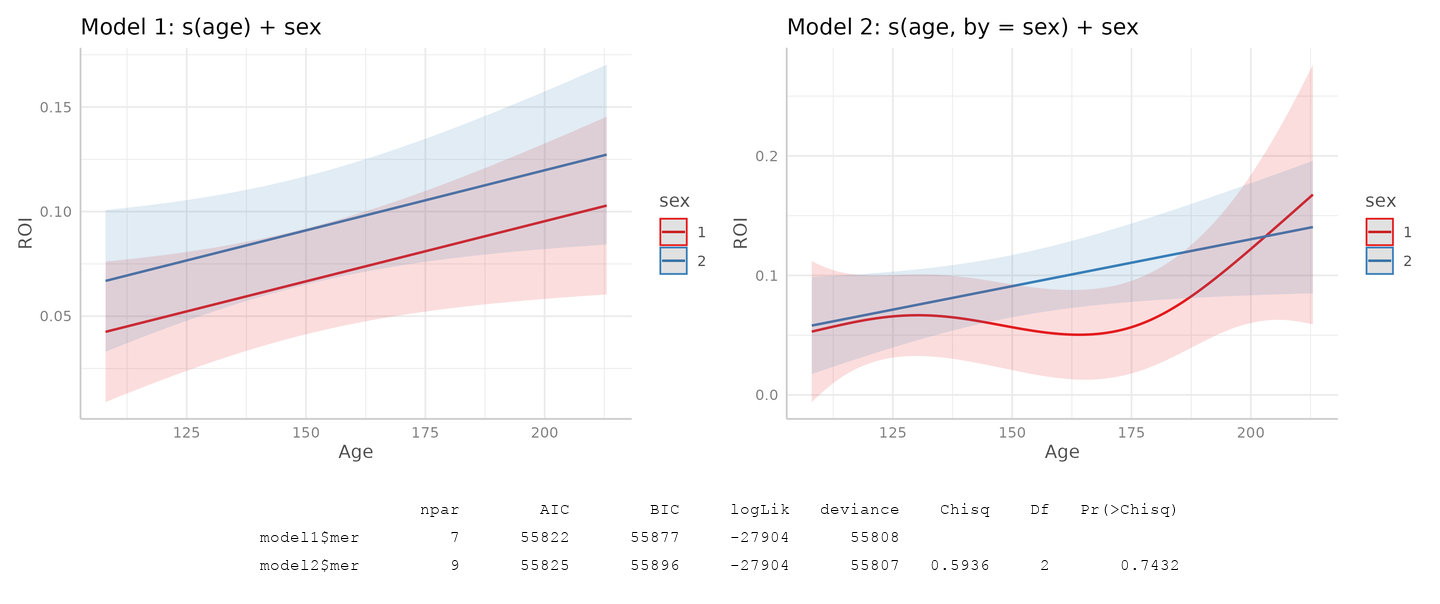 Model 1: s(age) + sex
0.15
0.10
0.05
ROI
125 150 175 200
Age
sex
1
2
Model 2: s(age, by = sex) + sex
0.2
0.1
0.0
ROI
125 150 175 200
Age
sex
1
2
npar AIC BIC logLik deviance Chisq Df Pr(>Chisq)
model1$mer 7 55822 55877 -27904 55808
model2$mer 9 55825 55896 -27904 55807 0.5936 2 0.7432